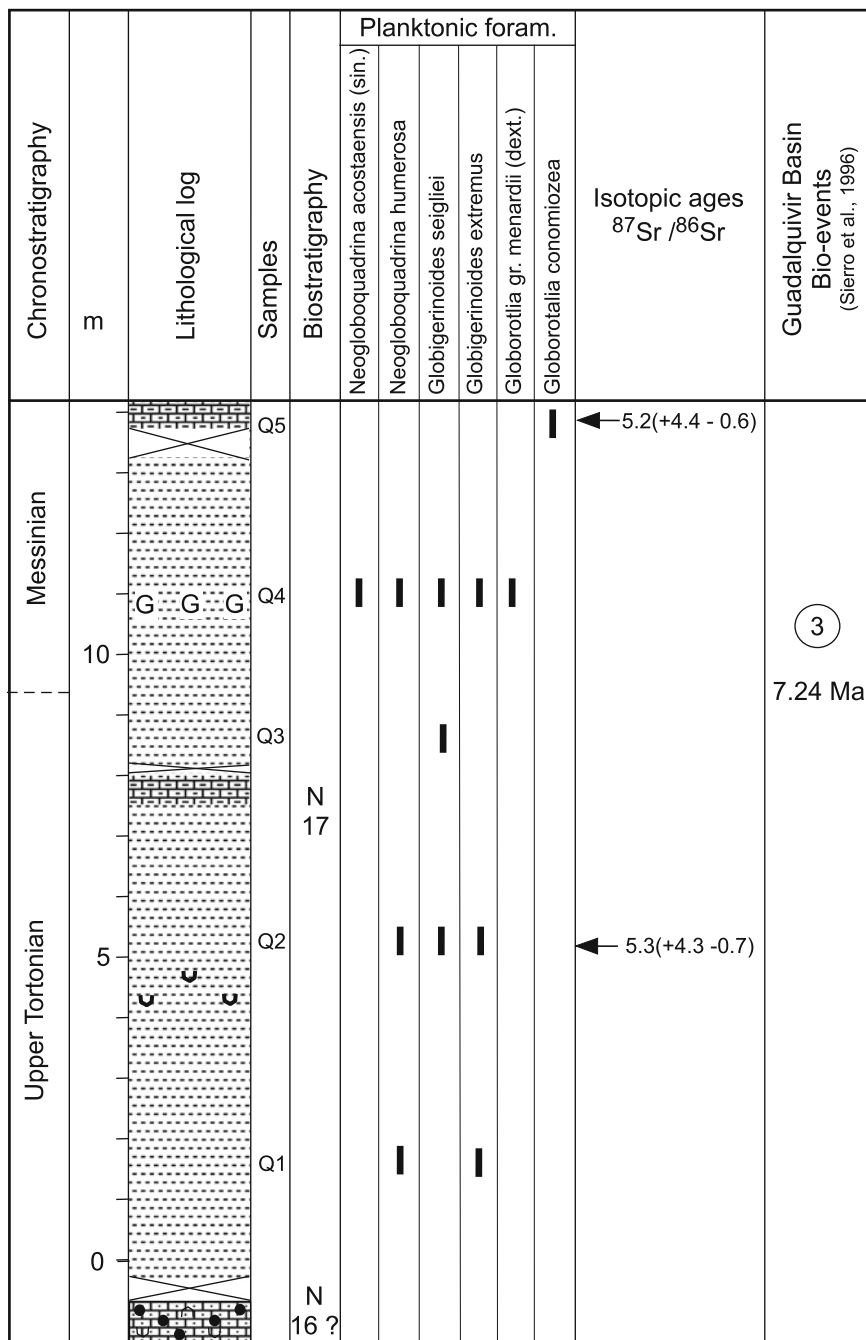 Planktonic foram.
Chronostratigraphy
m
Lithological log
Samples
Biostratigraphy
Neogloboquadrina acostaensis (sin.)
Neogloboquadrina humerosa
Globigerinoides seigliei
Globigerinoides extremus
Globorotlia gr. menardii (dext.)
Globorotalia conomiozea
Isotopic ages
87Sr /86Sr
Guadalquivir Basin
Bio-events
(Sierro et al., 1996)
Messinian
Q5
5.2(+4.4 - 0.6)
G G G
Q4
10
3
7.24 Ma
Q3
N
17
Upper Tortonian
Q2
5.3(+4.3 -0.7)
5
Q1
0
N
16 ?